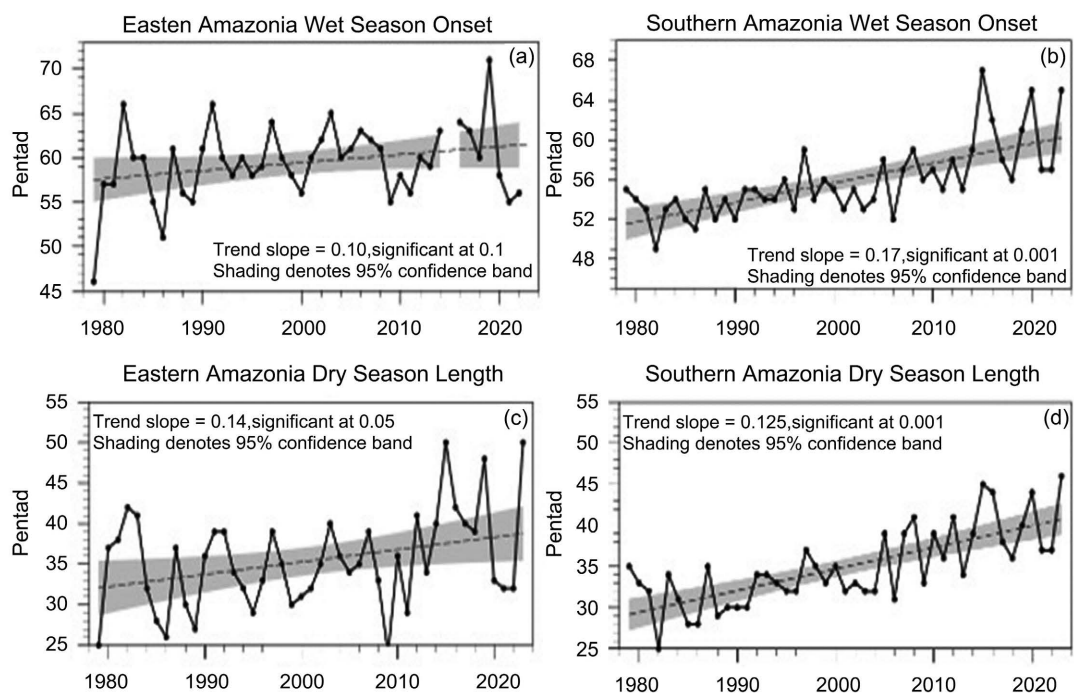 Easten Amazonia Wet Season Onset
(a)
Pentad
70
65
60
55
50
45
1980
1990
2000
2010
2020
Trend slope = 0.10,significant at 0.1
Shading denotes 95% confidence band
Southern Amazonia Wet Season Onset
(b)
Pentad
68
64
60
56
52
48
1980
1990
2000
2010
2020
Trend slope = 0.17,significant at 0.001
Shading denotes 95% confidence band
Eastern Amazonia Dry Season Length
(c)
Trend slope = 0.14,significant at 0.05
Shading denotes 95% confidence band
Pentad
55
50
45
40
35
30
25
1980
1990
2000
2010
2020
Southern Amazonia Dry Season Length
(d)
Trend slope = 0.125,significant at 0.001
Shading denotes 95% confidence band
Pentad
55
50
45
40
35
30
25
1980
1990
2000
2010
2020